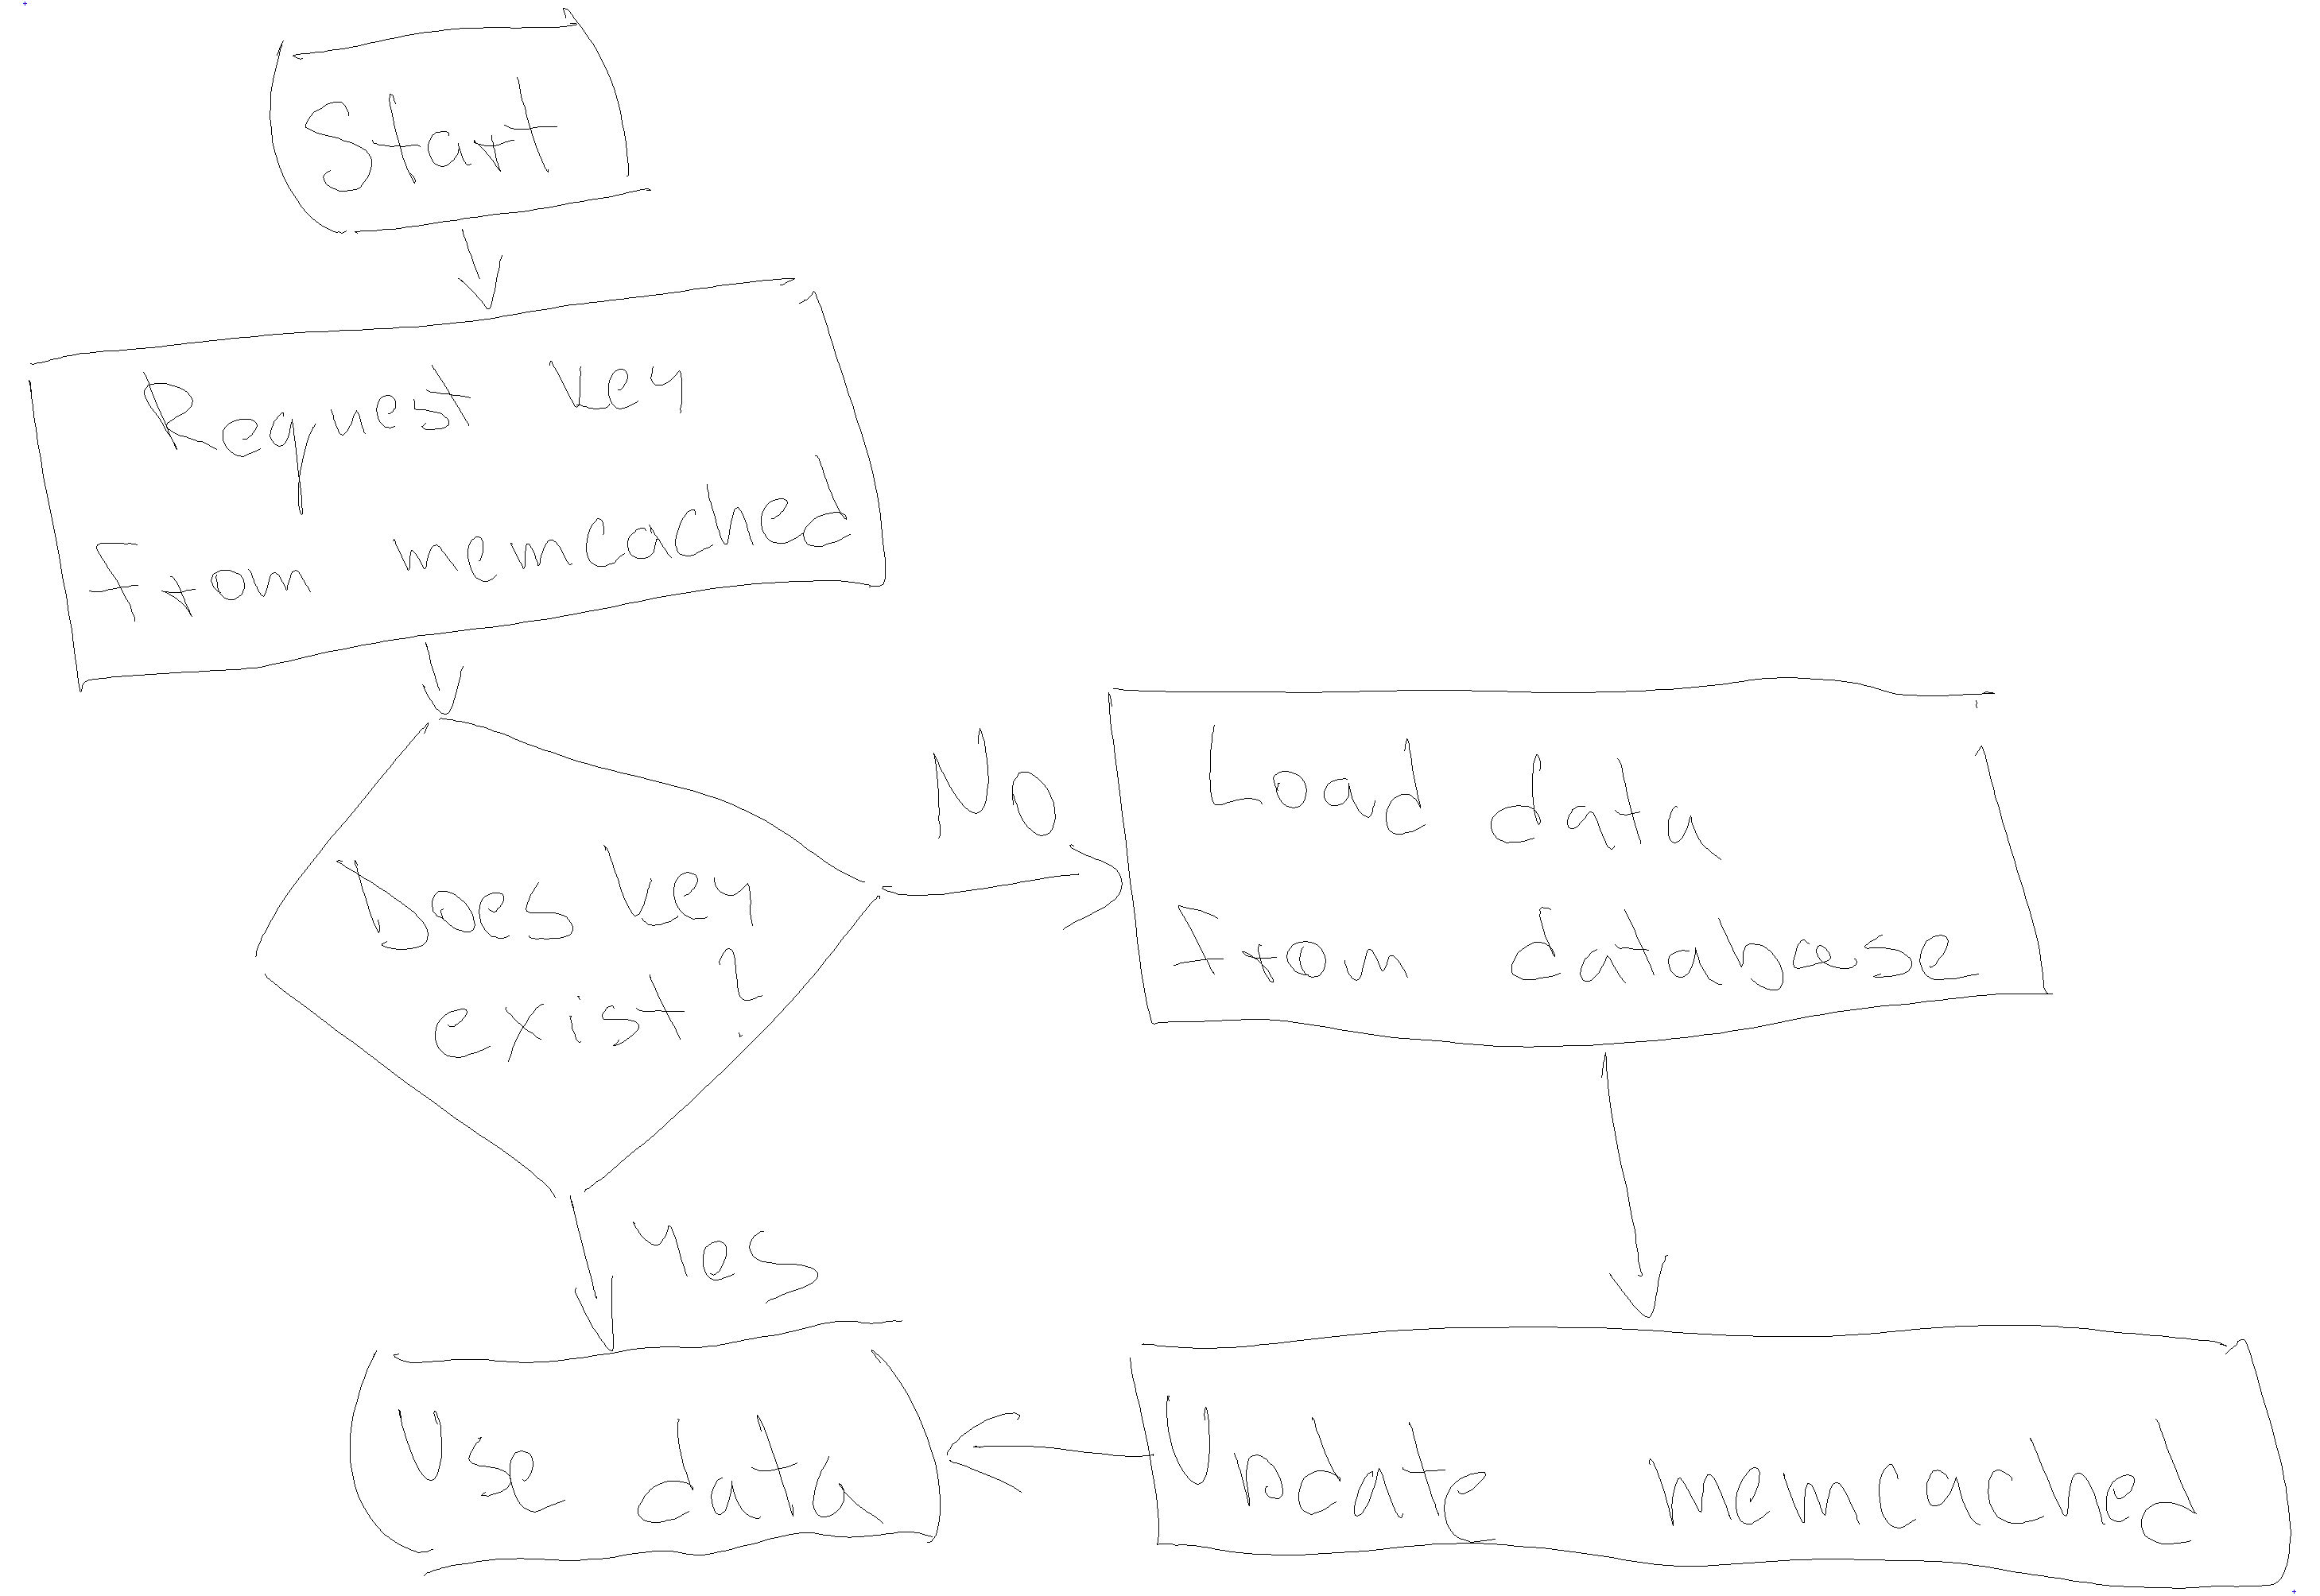 Start
Request key
from memcached
Does key
exist?
No
Load data
from database
Yes
Use data
Update memcached